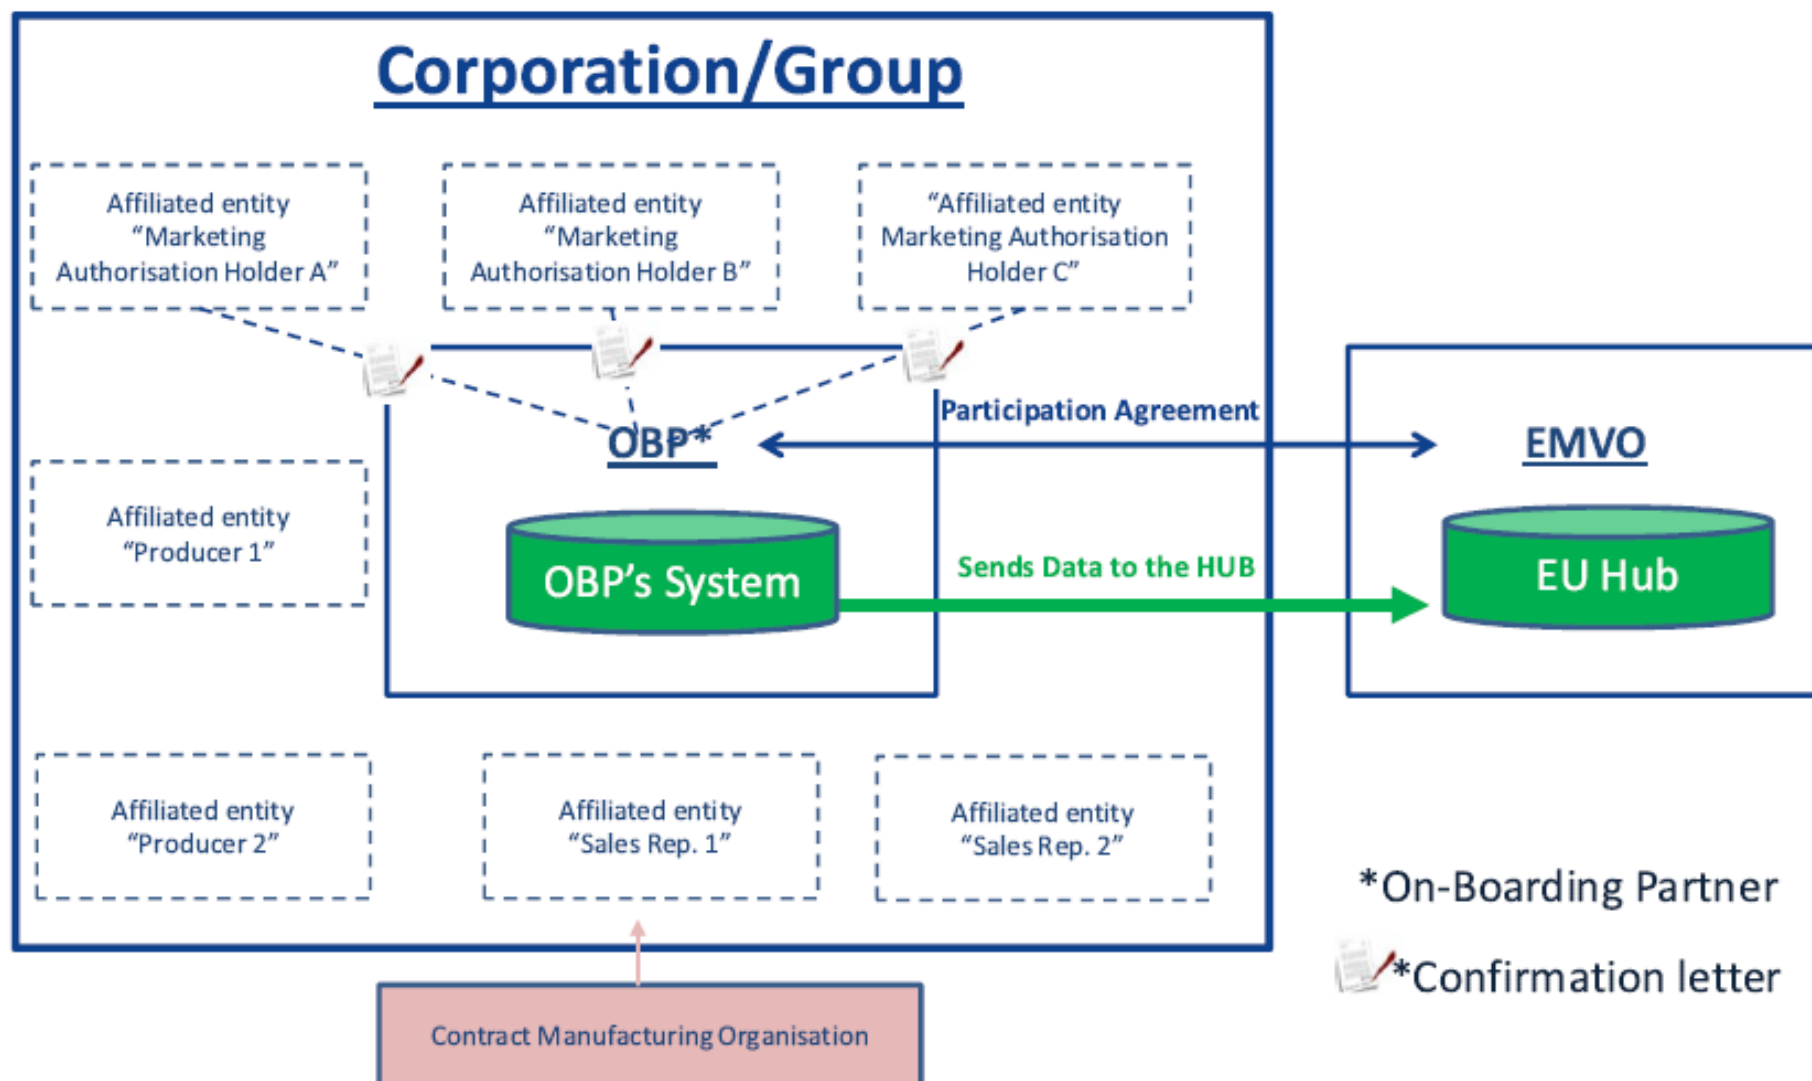 Corporation/Group
Affiliated entity
“Marketing
Authorisation Holder A”
Affiliated entity
“Marketing
Authorisation Holder B”
“Affiliated entity
Marketing Authorisation
Holder C”
Participation Agreement
OBP*
EMVO
Affiliated entity
“Producer 1”
OBP’s System
Sends Data to the HUB
EU Hub
Affiliated entity
“Producer 2”
Affiliated entity
“Sales Rep. 1”
Affiliated entity
“Sales Rep. 2”
*On-Boarding Partner
*Confirmation letter
Contract Manufacturing Organisation